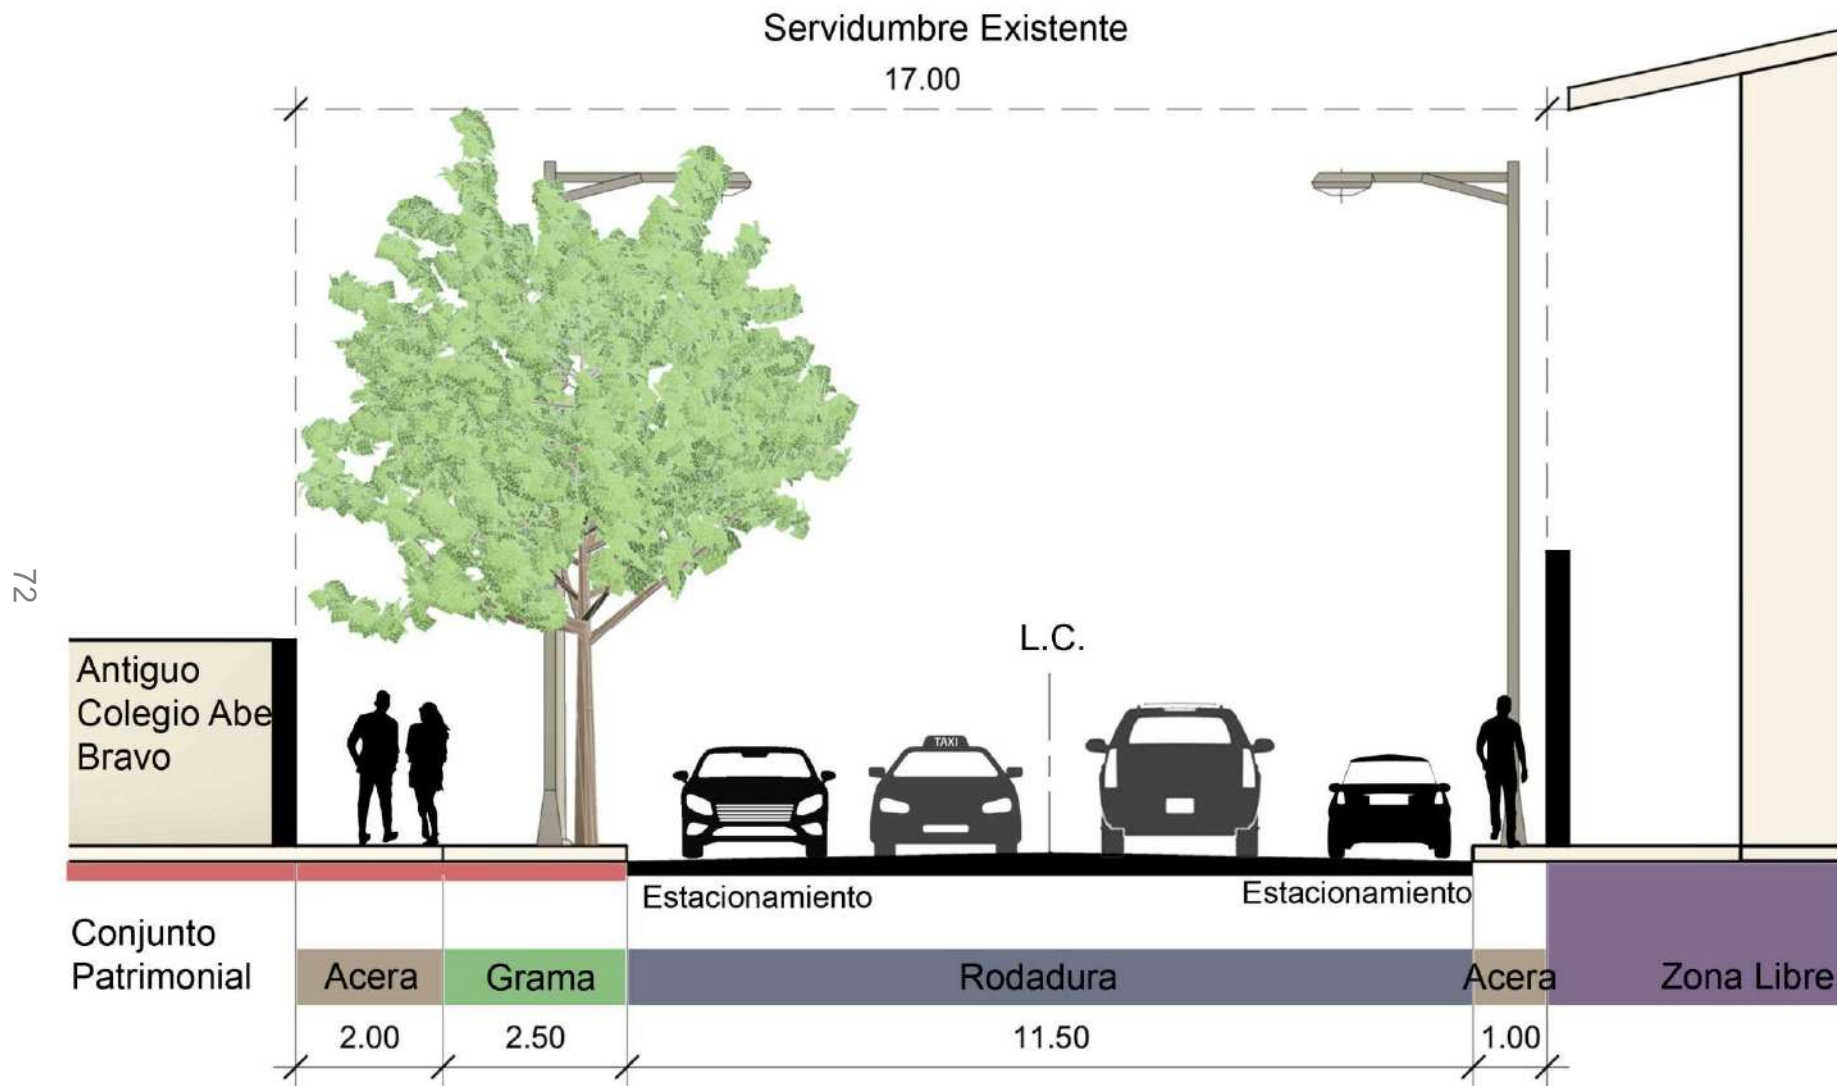 Servidumbre Existente
17.00
72
L.C.
Antiguo
Colegio Abe
Bravo
TAXI
Estacionamiento
Estacionamiento
Conjunto
Patrimonial
Acera
Grama
Rodadura
Acera
Zona Libre
2.00
2.50
11.50
1.00